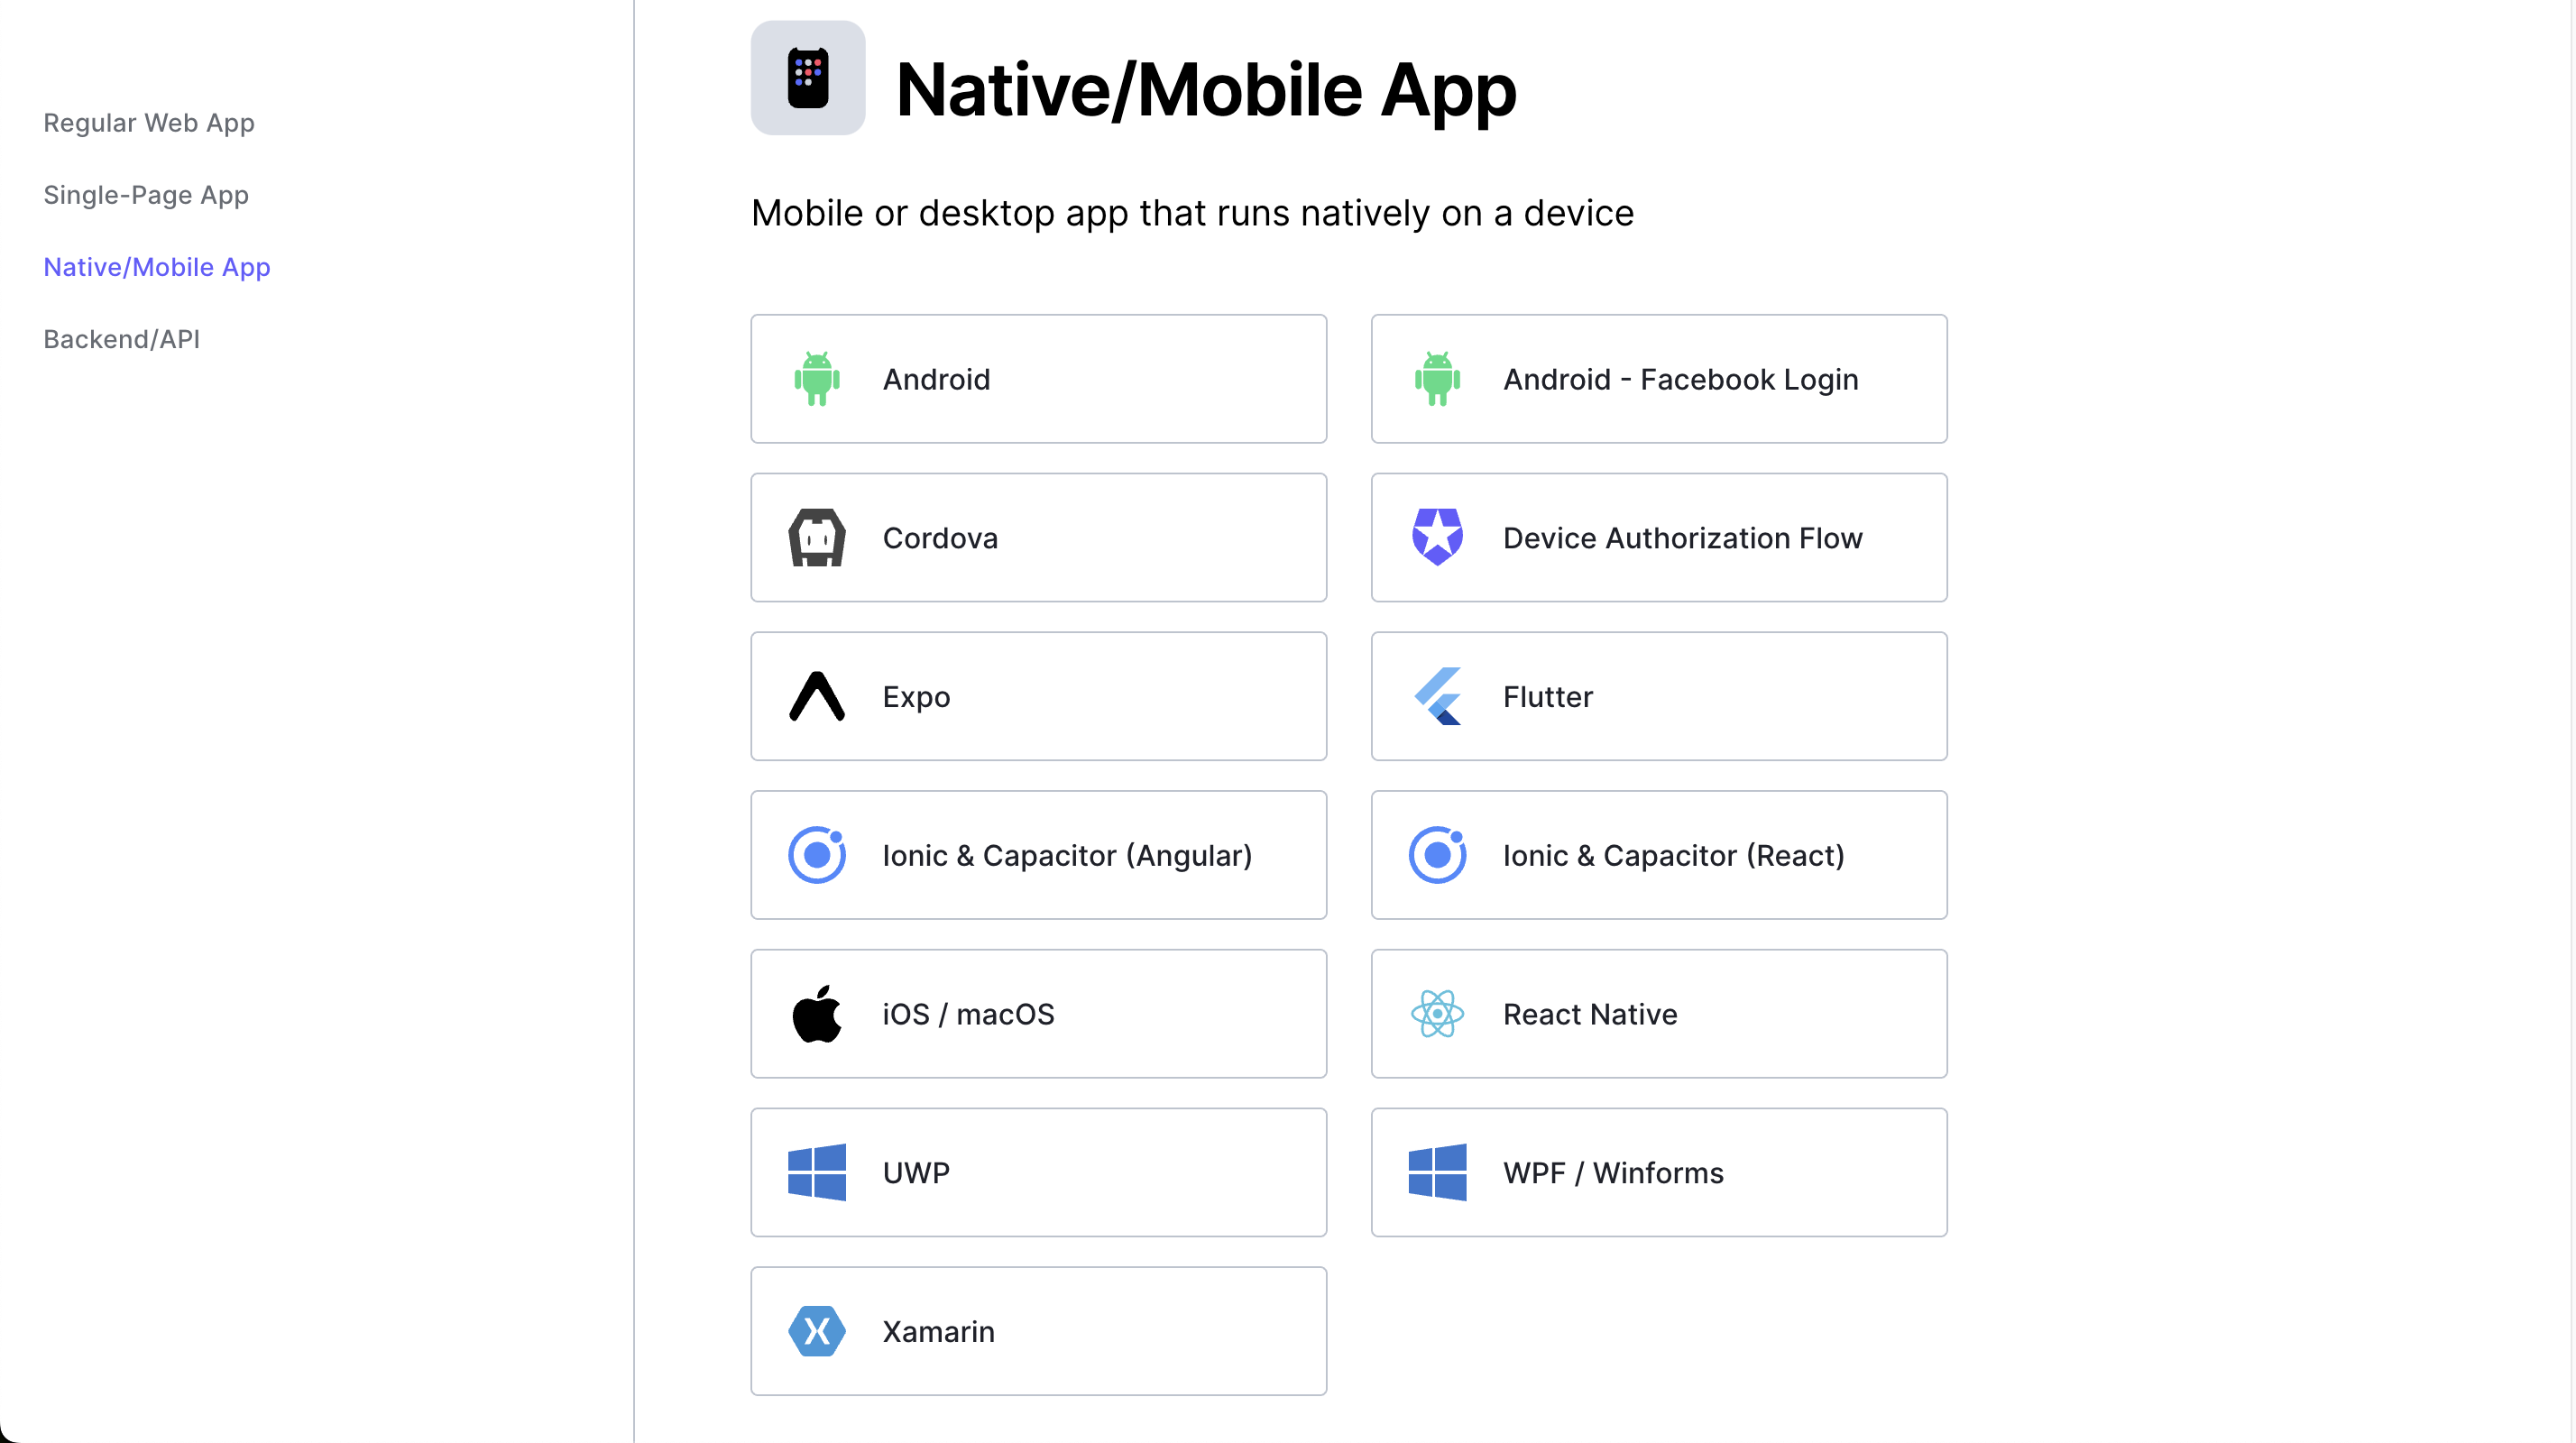 Regular Web App
Single-Page App
Native/Mobile App
Backend/API
Native/Mobile App
Mobile or desktop app that runs natively on a device
Android
Android - Facebook Login
Cordova
Device Authorization Flow
Expo
Flutter
Ionic & Capacitor (Angular)
Ionic & Capacitor (React)
iOS / macOS
React Native
UWP
WPF / Winforms
Xamarin